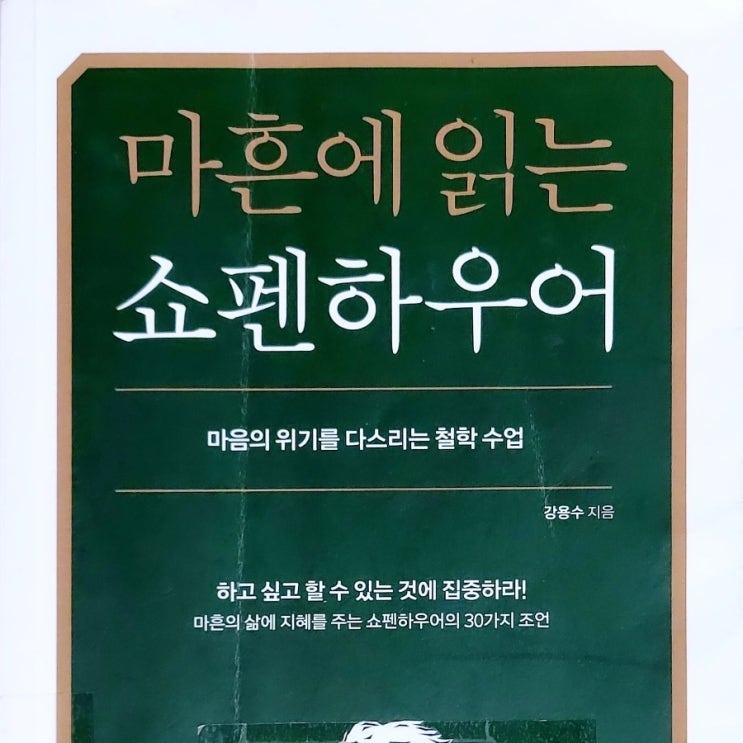 마흔에 읽는
쇼펜하우어
마음의 위기를 다스리는 철학 수업
강용수 지음
하고 싶고 할 수 있는 것에 집중하라!
마흔의 삶에 지혜를 주는 쇼펜하우어의 30가지 조언